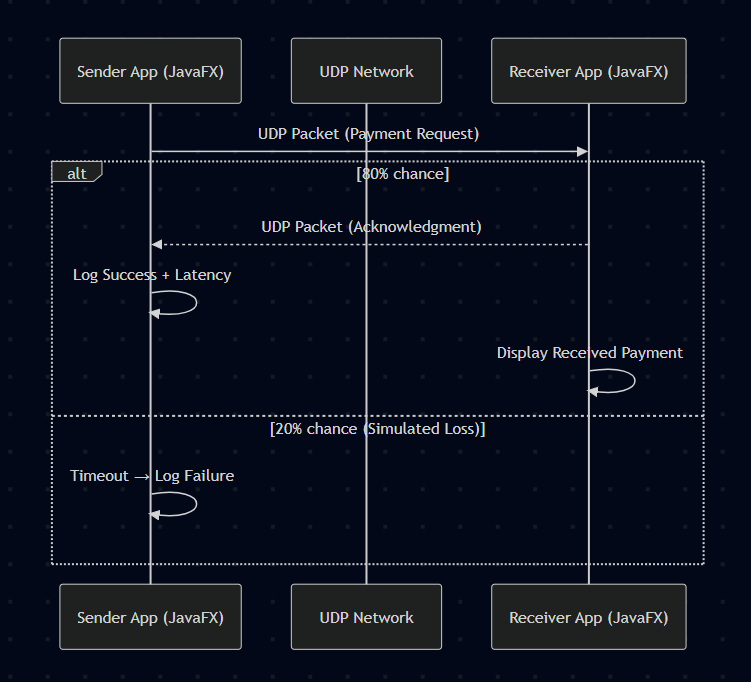 Sender App (JavaFX)
UDP Network
Receiver App (JavaFX)
UDP Packet (Payment Request)
alt
[80% chance]
UDP Packet (Acknowledgment)
Log Success + Latency
Display Received Payment
[20% chance (Simulated Loss)]
Timeout → Log Failure
Sender App (JavaFX)
UDP Network
Receiver App (JavaFX)